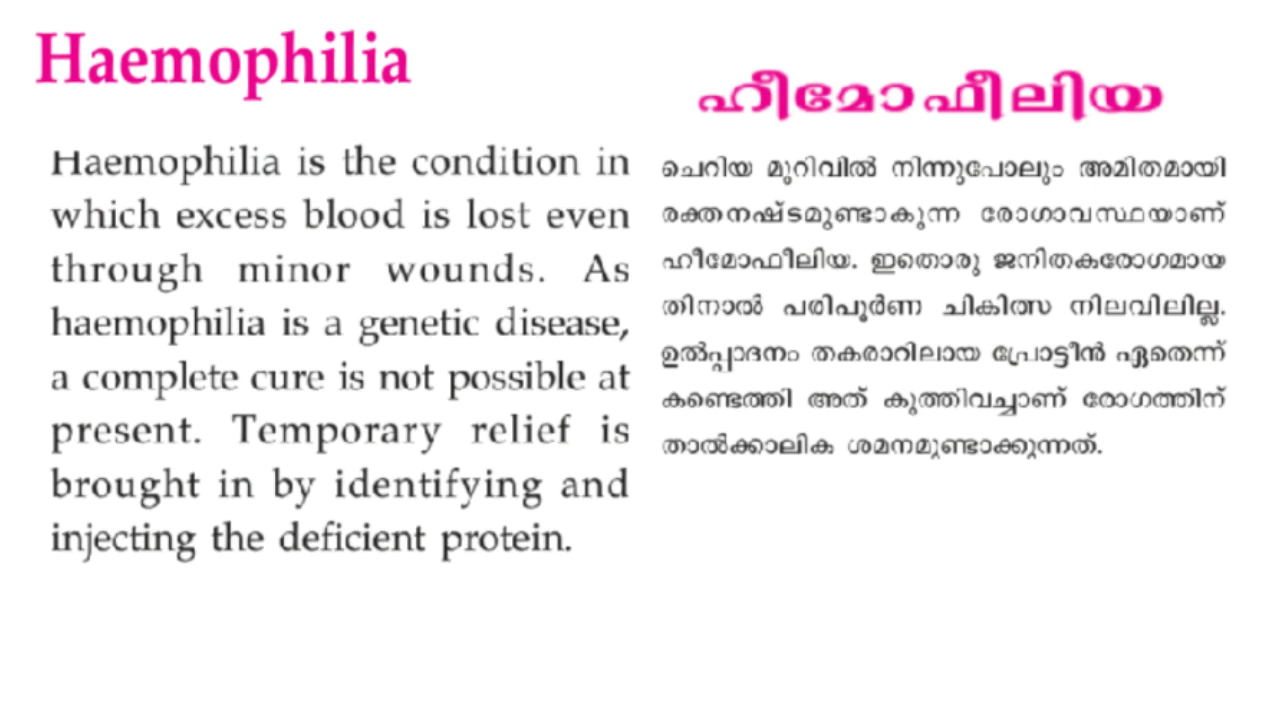 Haemophilia
Haemophilia is the condition in
which excess blood is lost even
through minor wounds. As
haemophilia is a genetic disease,
a complete cure is not possible at
present. Temporary relief is
brought in by identifying and
injecting the deficient protein.
ഹീമോഫീലിയ
ചെറിയ മുറിവിൽ നിന്നുപോലും അമിതമായി
രക്തനഷ്ടമുണ്ടാകുന്ന രോഗാവസ്ഥയാണ്
ഹീമോഫീലിയ. ഇതൊരു ജനിതകരോഗമായ
തിനാൽ പരിപൂർണ ചികിത്സ നിലവിലില്ല.
ഉൽപ്പാദനം തകരാറിലായ പ്രോട്ടീൻ ഏതെന്ന്
കണ്ടെത്തി അത് കുത്തിവച്ചാണ് രോഗത്തിന്
താൽക്കാലിക ശമനമുണ്ടാക്കുന്നത്.